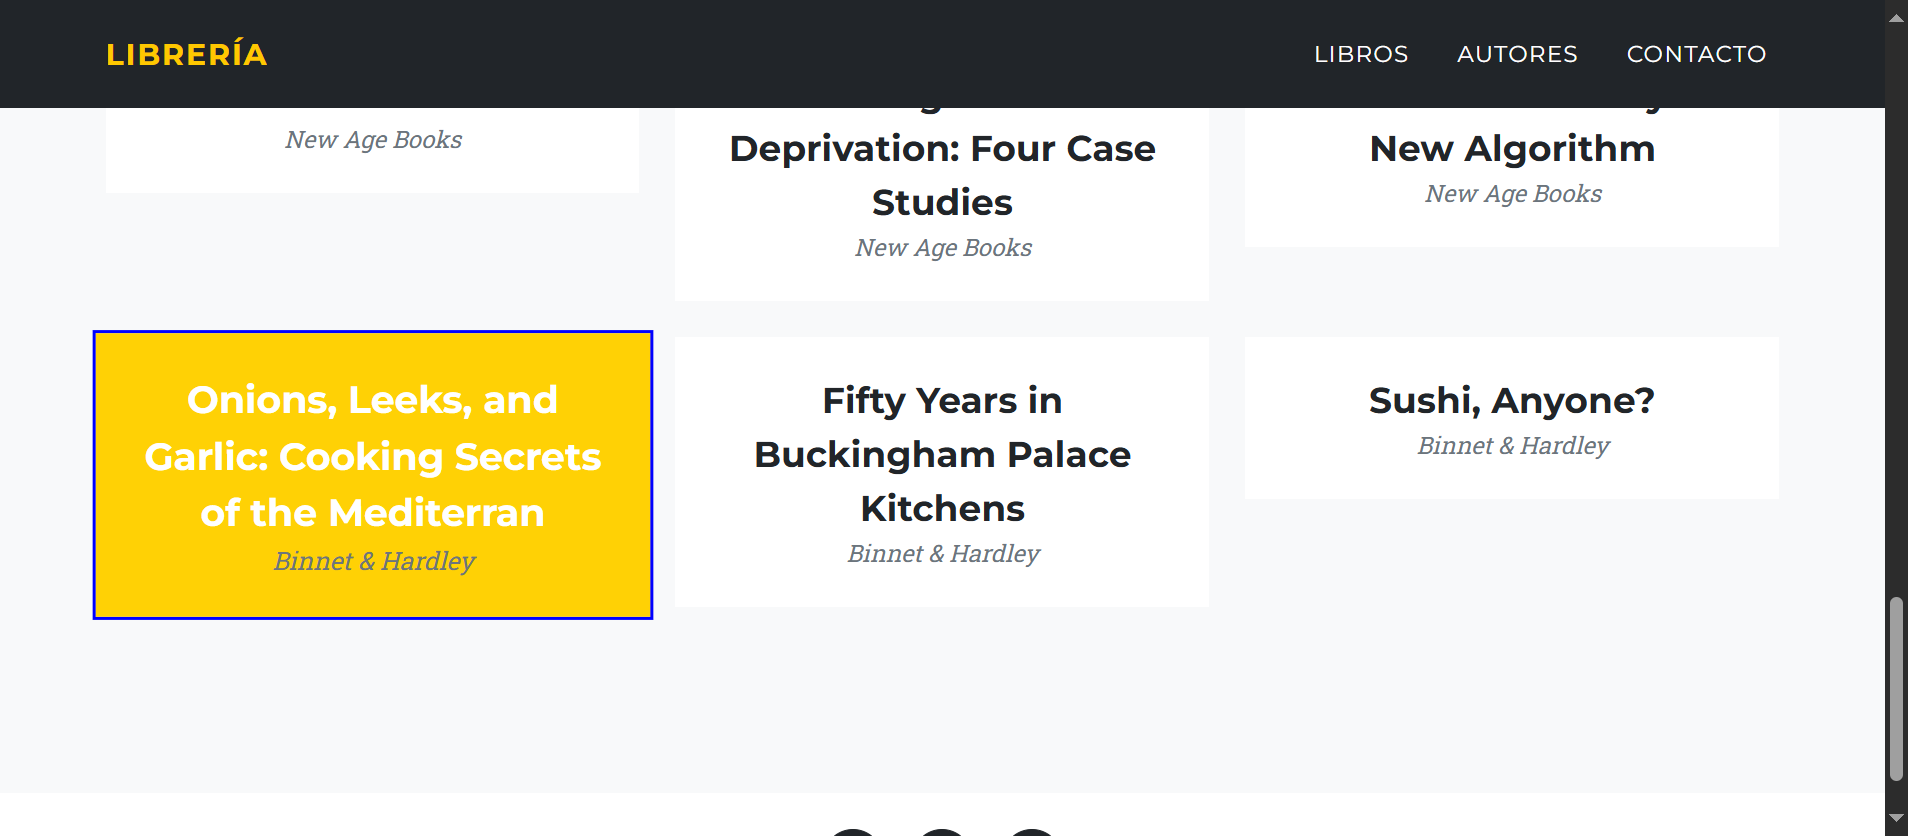 LIBRERÍA
LIBROS AUTORES CONTACTO
New Age Books
Deprivation: Four Case
Studies
New Age Books
New Algorithm
New Age Books
Onions, Leeks, and
Garlic: Cooking Secrets
of the Mediterran
Binnet & Hardley
Fifty Years in
Buckingham Palace
Kitchens
Binnet & Hardley
Sushi, Anyone?
Binnet & Hardley